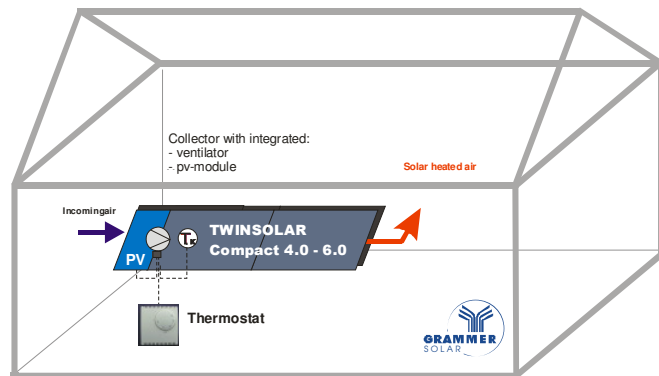 Collector with integrated:
- ventilator
- pv-module
Solar heated air
Incomingair
TWINSOLAR
Compact 4.0 - 6.0
TK
PV
Thermostat
GRAMMER
SOLAR